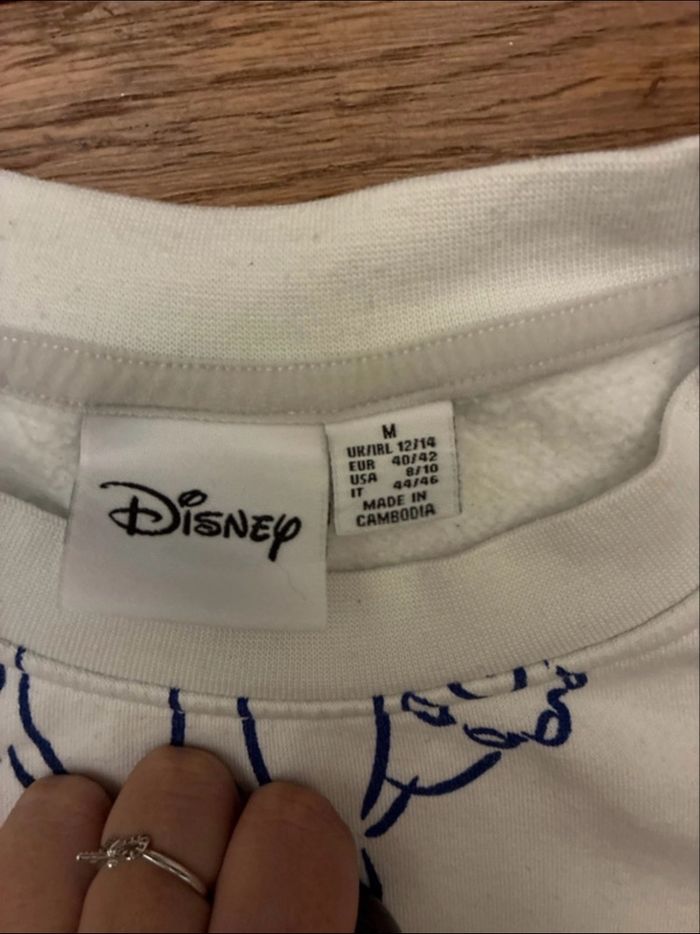 Disney
M
UK/IRL 12/14
EUR 40/42
USA 8/10
IT 44/46
MADE IN
CAMBODIA